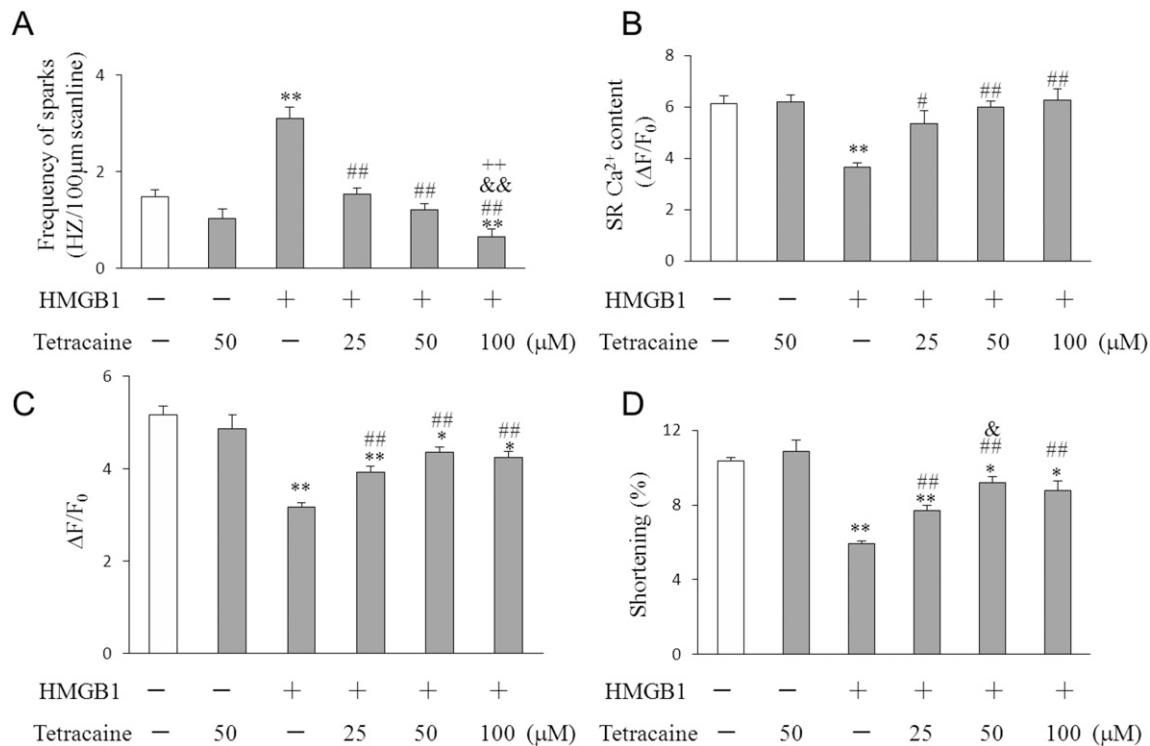 A
Frequency of sparks
(HZ/100μm scanline)
4
2
0
**
##
##
++
&&
##
**
HMGB1 − − + + + +
Tetracaine − 50 − 25 50 100 (μM)
B
SR Ca²⁺ content
(ΔF/F₀)
8
6
4
2
0
**
#
##
##
HMGB1 − − + + + +
Tetracaine − 50 − 25 50 100 (μM)
C
ΔF/F₀
6
4
2
0
**
##
**
##
*
##
*
HMGB1 − − + + + +
Tetracaine − 50 − 25 50 100 (μM)
D
Shortening (%)
12
8
4
0
**
##
**
&
##
*
##
*
HMGB1 − − + + + +
Tetracaine − 50 − 25 50 100 (μM)